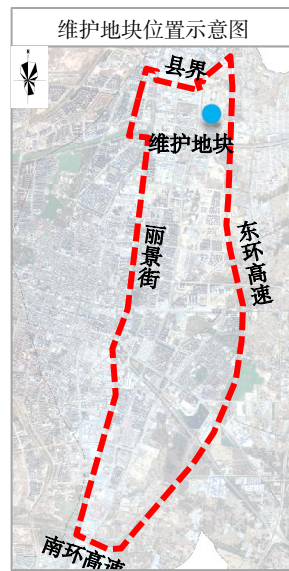 维护地块位置示意图
县界
维护地块
丽景街
东环高速
南环高速